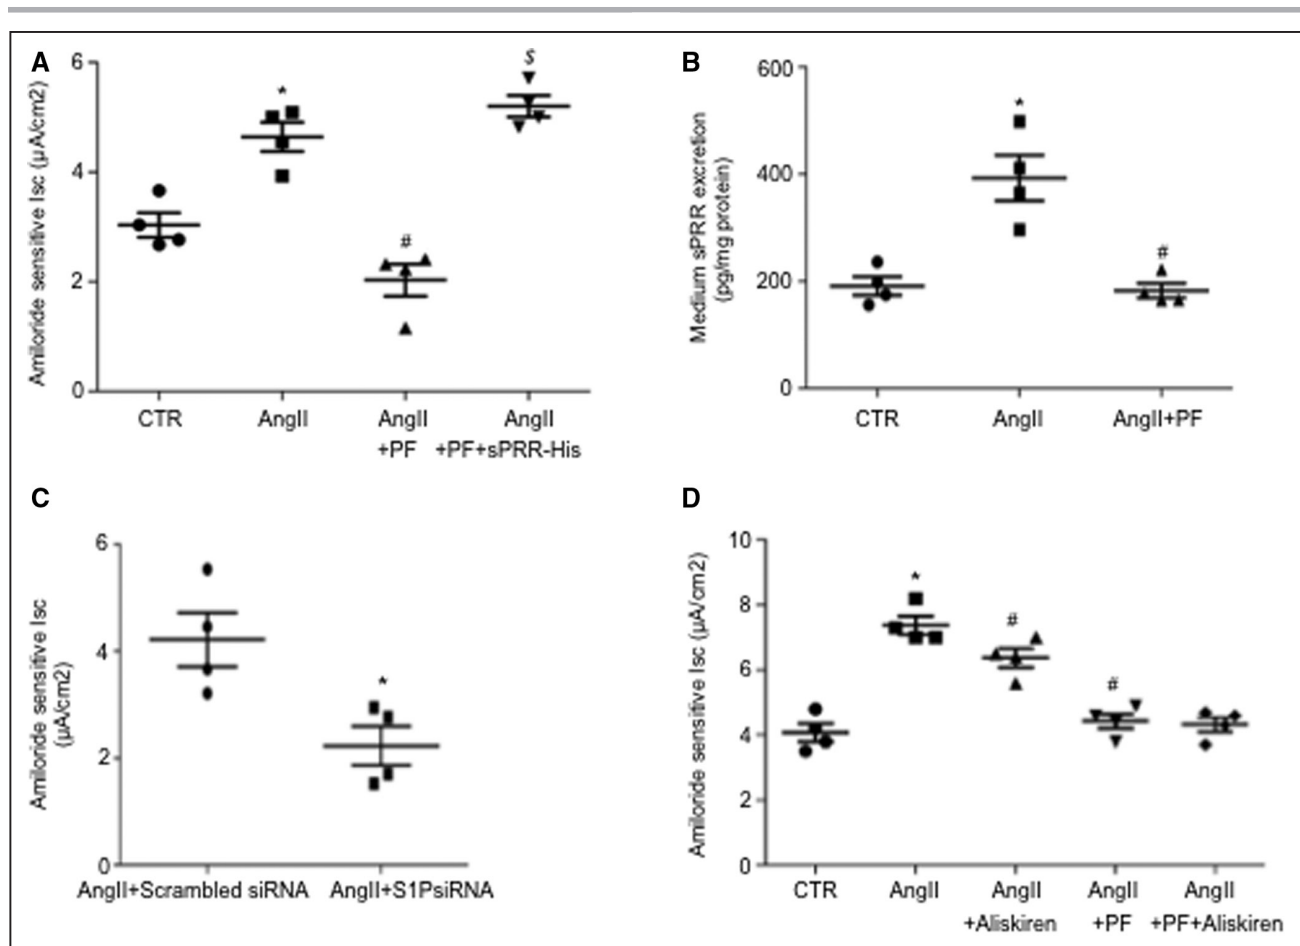 A
Amiloride sensitive Isc (µA/cm2)
6
4
2
0
*
#
$
CTR
AngII
AngII
+PF
AngII
+PF+sPRR-His
B
Medium sPRR excretion
(pg/mg protein)
600
400
200
0
*
#
CTR
AngII
AngII+PF
C
Amiloride sensitive Isc
(µA/cm2)
6
4
2
0
*
AngII+Scrambled siRNA
AngII+S1PsiRNA
D
Amiloride sensitive Isc (µA/cm2)
10
8
6
4
2
0
*
#
#
CTR
AngII
AngII
+Aliskiren
AngII
+PF
AngII
+PF+Aliskiren